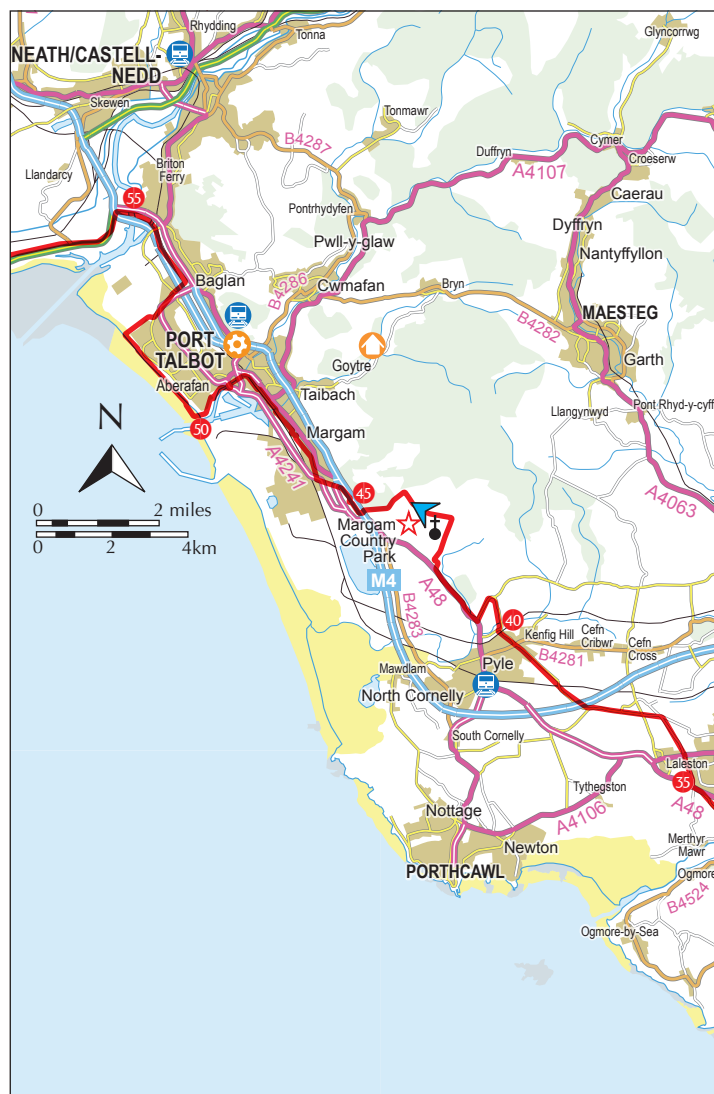 Rhydding
Tonna
Glyncorrwg
NEATH/CASTELL-
NEDD
Skewen
Tonmawr
B4287
Duffryn
Cymer
Croeserw
Llandarcy
Briton
Ferry
A4107
Caerau
55
Pontrhydyfen
Dyffryn
Pwll-y-glaw
Nantyffyllon
Baglan
B4286
Cwmafan
Bryn
B4282
MAESTEG
PORT
TALBOT
Goytre
Garth
Aberafan
Taibach
Llangynwyd
Pont Rhyd-y-cyff
N
50
Margam
A4241
A4063
45
0 2 miles
0 2 4km
Margam
Country
Park
M4
A48
B4283
40
Kenfig Hill
Cefn
Cribwr
Cefn
Cross
B4281
Mawdlam
Pyle
North Cornelly
South Cornelly
Laleston
35
Tythegston
A48
Nottage
A4106
Newton
Merthyr
Mawr
PORTHCAWL
Ogmore
B4524
Ogmore-by-Sea